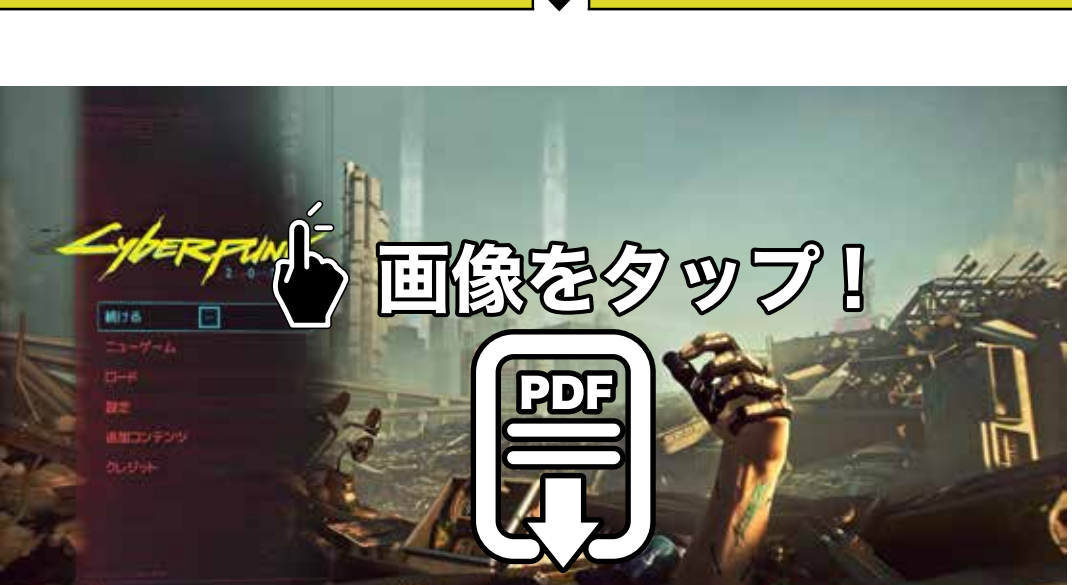 Cyberpunk
画像をタップ！
続ける
ニューゲーム
ロード
設定
追加コンテンツ
クレジット
PDF